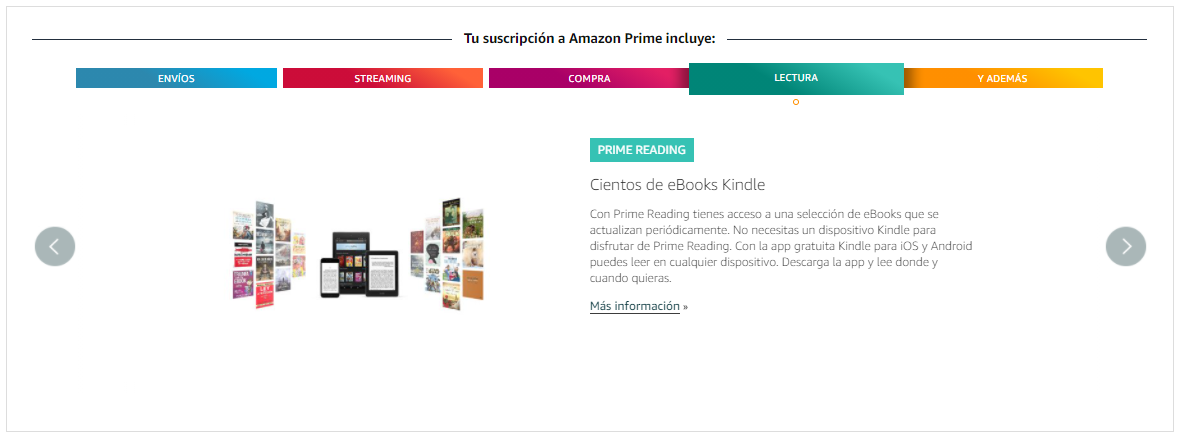 Tu suscripción a Amazon Prime incluye:
ENVÍOS
STREAMING
COMPRA
LECTURA
Y ADEMÁS
PRIME READING
Cientos de eBooks Kindle
Con Prime Reading tienes acceso a una selección de eBooks que se
actualizan periódicamente. No necesitas un dispositivo Kindle para
disfrutar de Prime Reading. Con la app gratuita Kindle para iOS y Android
puedes leer en cualquier dispositivo. Descarga la app y lee donde y
cuando quieras.
Más información »